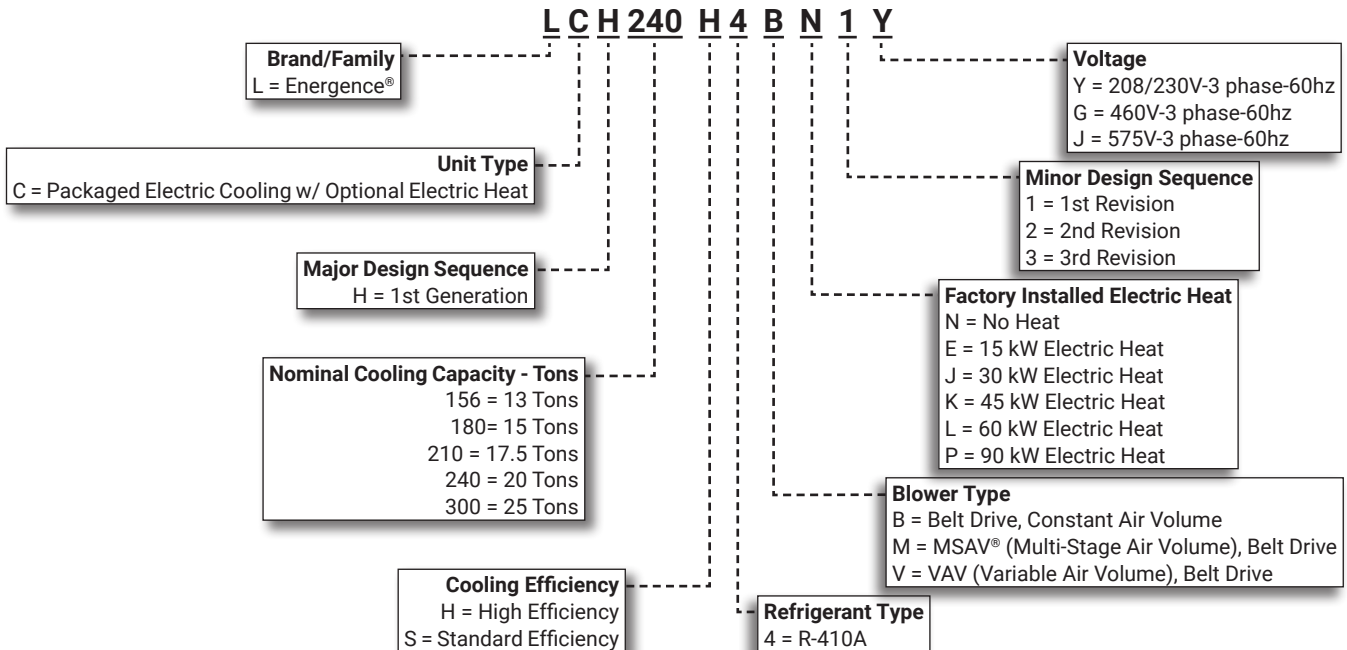 L C H 240 H 4 B N 1 Y
Brand/Family
L = Energence®
Unit Type
C = Packaged Electric Cooling w/ Optional Electric Heat
Major Design Sequence
H = 1st Generation
Nominal Cooling Capacity - Tons
156 = 13 Tons
180= 15 Tons
210 = 17.5 Tons
240 = 20 Tons
300 = 25 Tons
Cooling Efficiency
H = High Efficiency
S = Standard Efficiency
Refrigerant Type
4 = R-410A
Blower Type
B = Belt Drive, Constant Air Volume
M = MSAV® (Multi-Stage Air Volume), Belt Drive
V = VAV (Variable Air Volume), Belt Drive
Factory Installed Electric Heat
N = No Heat
E = 15 kW Electric Heat
J = 30 kW Electric Heat
K = 45 kW Electric Heat
L = 60 kW Electric Heat
P = 90 kW Electric Heat
Minor Design Sequence
1 = 1st Revision
2 = 2nd Revision
3 = 3rd Revision
Voltage
Y = 208/230V-3 phase-60hz
G = 460V-3 phase-60hz
J = 575V-3 phase-60hz